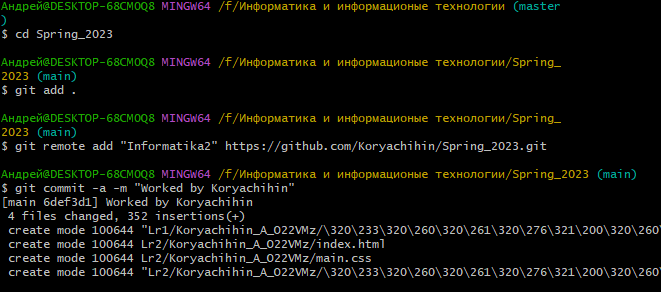 Андрей@DESKTOP-68CMOQ8 MINGW64 /f/Информатика и информационые технологии (master
)
$ cd Spring_2023
Андрей@DESKTOP-68CMOQ8 MINGW64 /f/Информатика и информационые технологии/Spring_
2023 (main)
$ git add .
Андрей@DESKTOP-68CMOQ8 MINGW64 /f/Информатика и информационые технологии/Spring_
2023 (main)
$ git remote add "Informatika2" https://github.com/Koryachihin/Spring_2023.git
Андрей@DESKTOP-68CMOQ8 MINGW64 /f/Информатика и информационые технологии/Spring_2023 (main)
$ git commit -a -m "Worked by Koryachihin"
[main 6def3d1] Worked by Koryachihin
 4 files changed, 352 insertions(+)
 create mode 100644 "Lr1/Koryachihin_A_O22VMz/\320\233\320\260\320\261\320\276\321\200\320\260
 create mode 100644 Lr2/Koryachihin_A_O22VMz/index.html
 create mode 100644 Lr2/Koryachihin_A_O22VMz/main.css
 create mode 100644 "Lr2/Koryachihin_A_O22VMz/\320\233\320\260\320\261\320\276\321\200\320\260